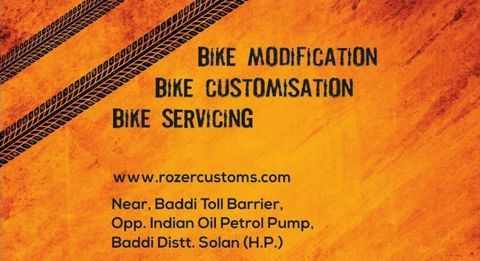 BIKE MODIFICATION
BIKE CUSTOMISATION
BIKE SERVICING
www.rozercustoms.com
Near, Baddi Toll Barrier,
Opp. Indian Oil Petrol Pump,
Baddi Distt. Solan (H.P.)